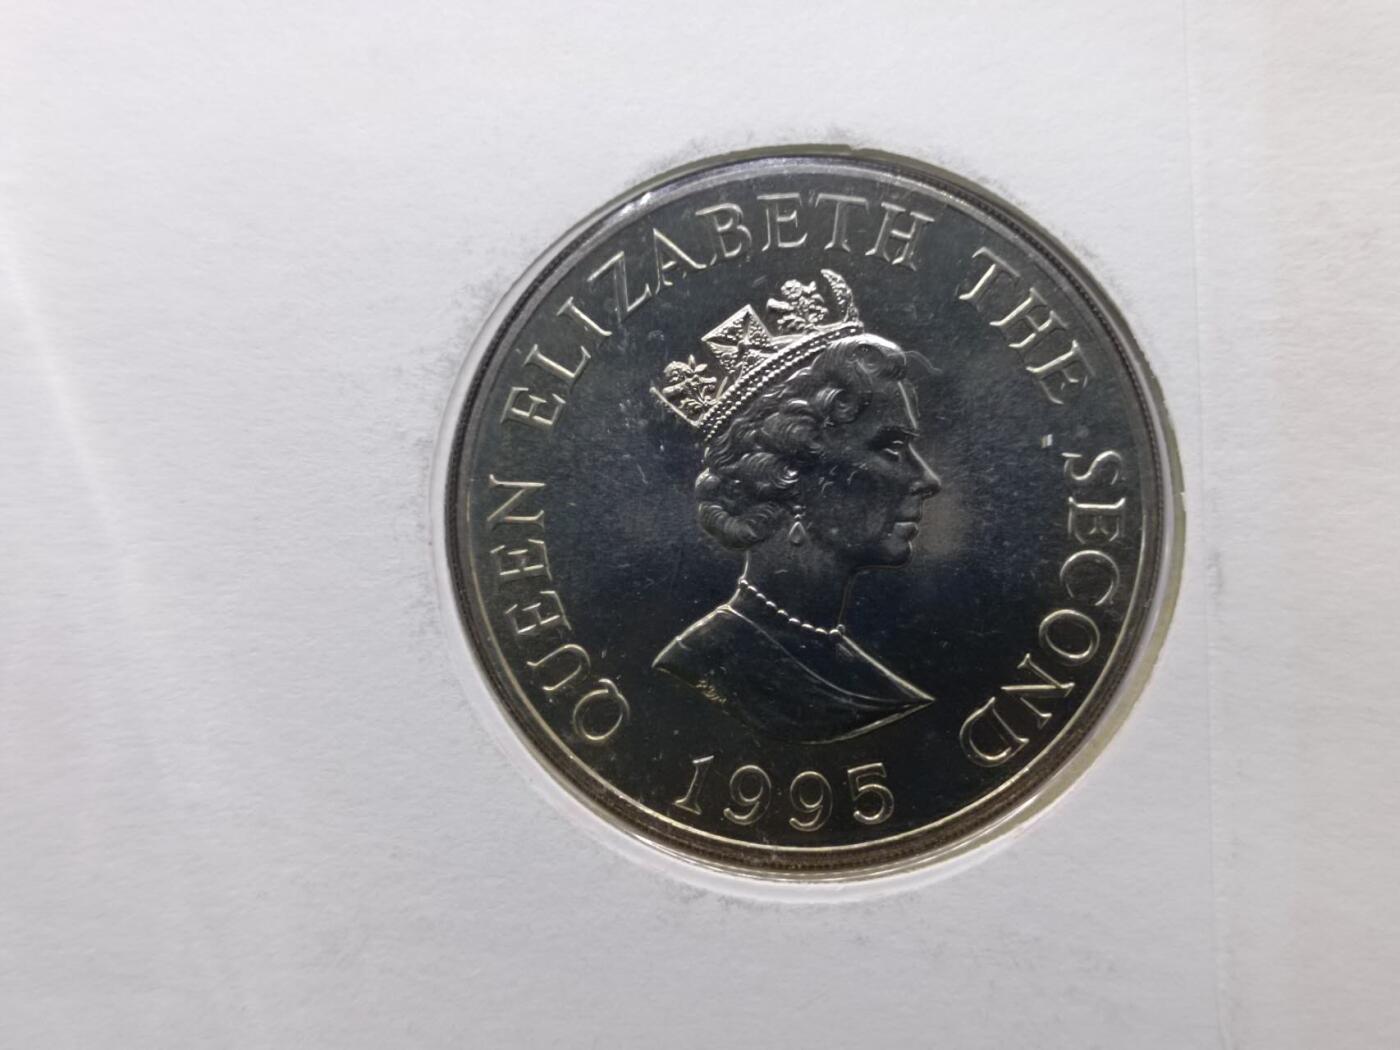 QUEEN ELIZABETH THE SECOND
1995